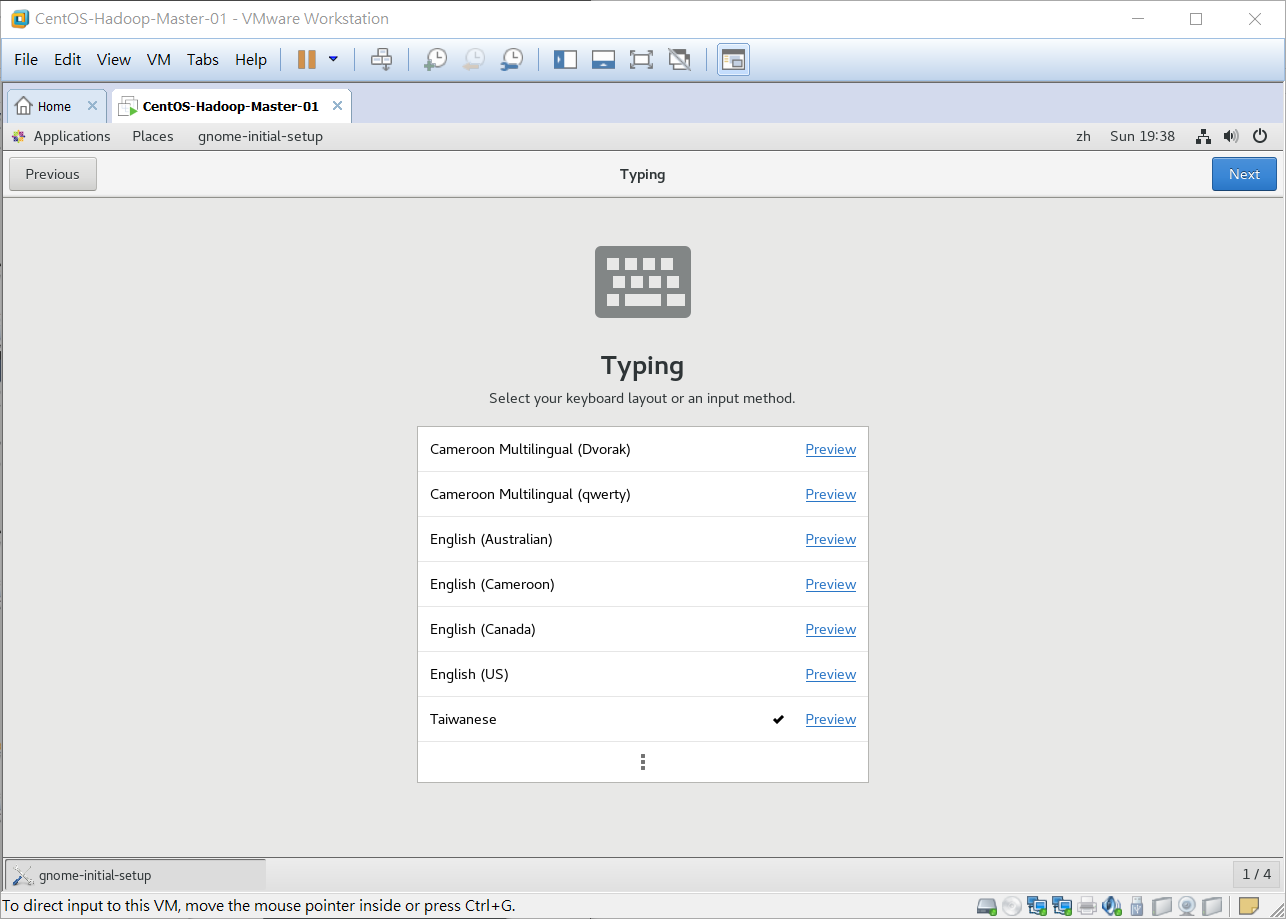 CentOS-Hadoop-Master-01 - VMware Workstation
File Edit View VM Tabs Help
Home CentOS-Hadoop-Master-01
Applications Places gnome-initial-setup zh Sun 19:38
Previous Typing Next
Typing
Select your keyboard layout or an input method.
Cameroon Multilingual (Dvorak) Preview
Cameroon Multilingual (qwerty) Preview
English (Australian) Preview
English (Cameroon) Preview
English (Canada) Preview
English (US) Preview
Taiwanese Preview
gnome-initial-setup 1 / 4
To direct input to this VM, move the mouse pointer inside or press Ctrl+G.